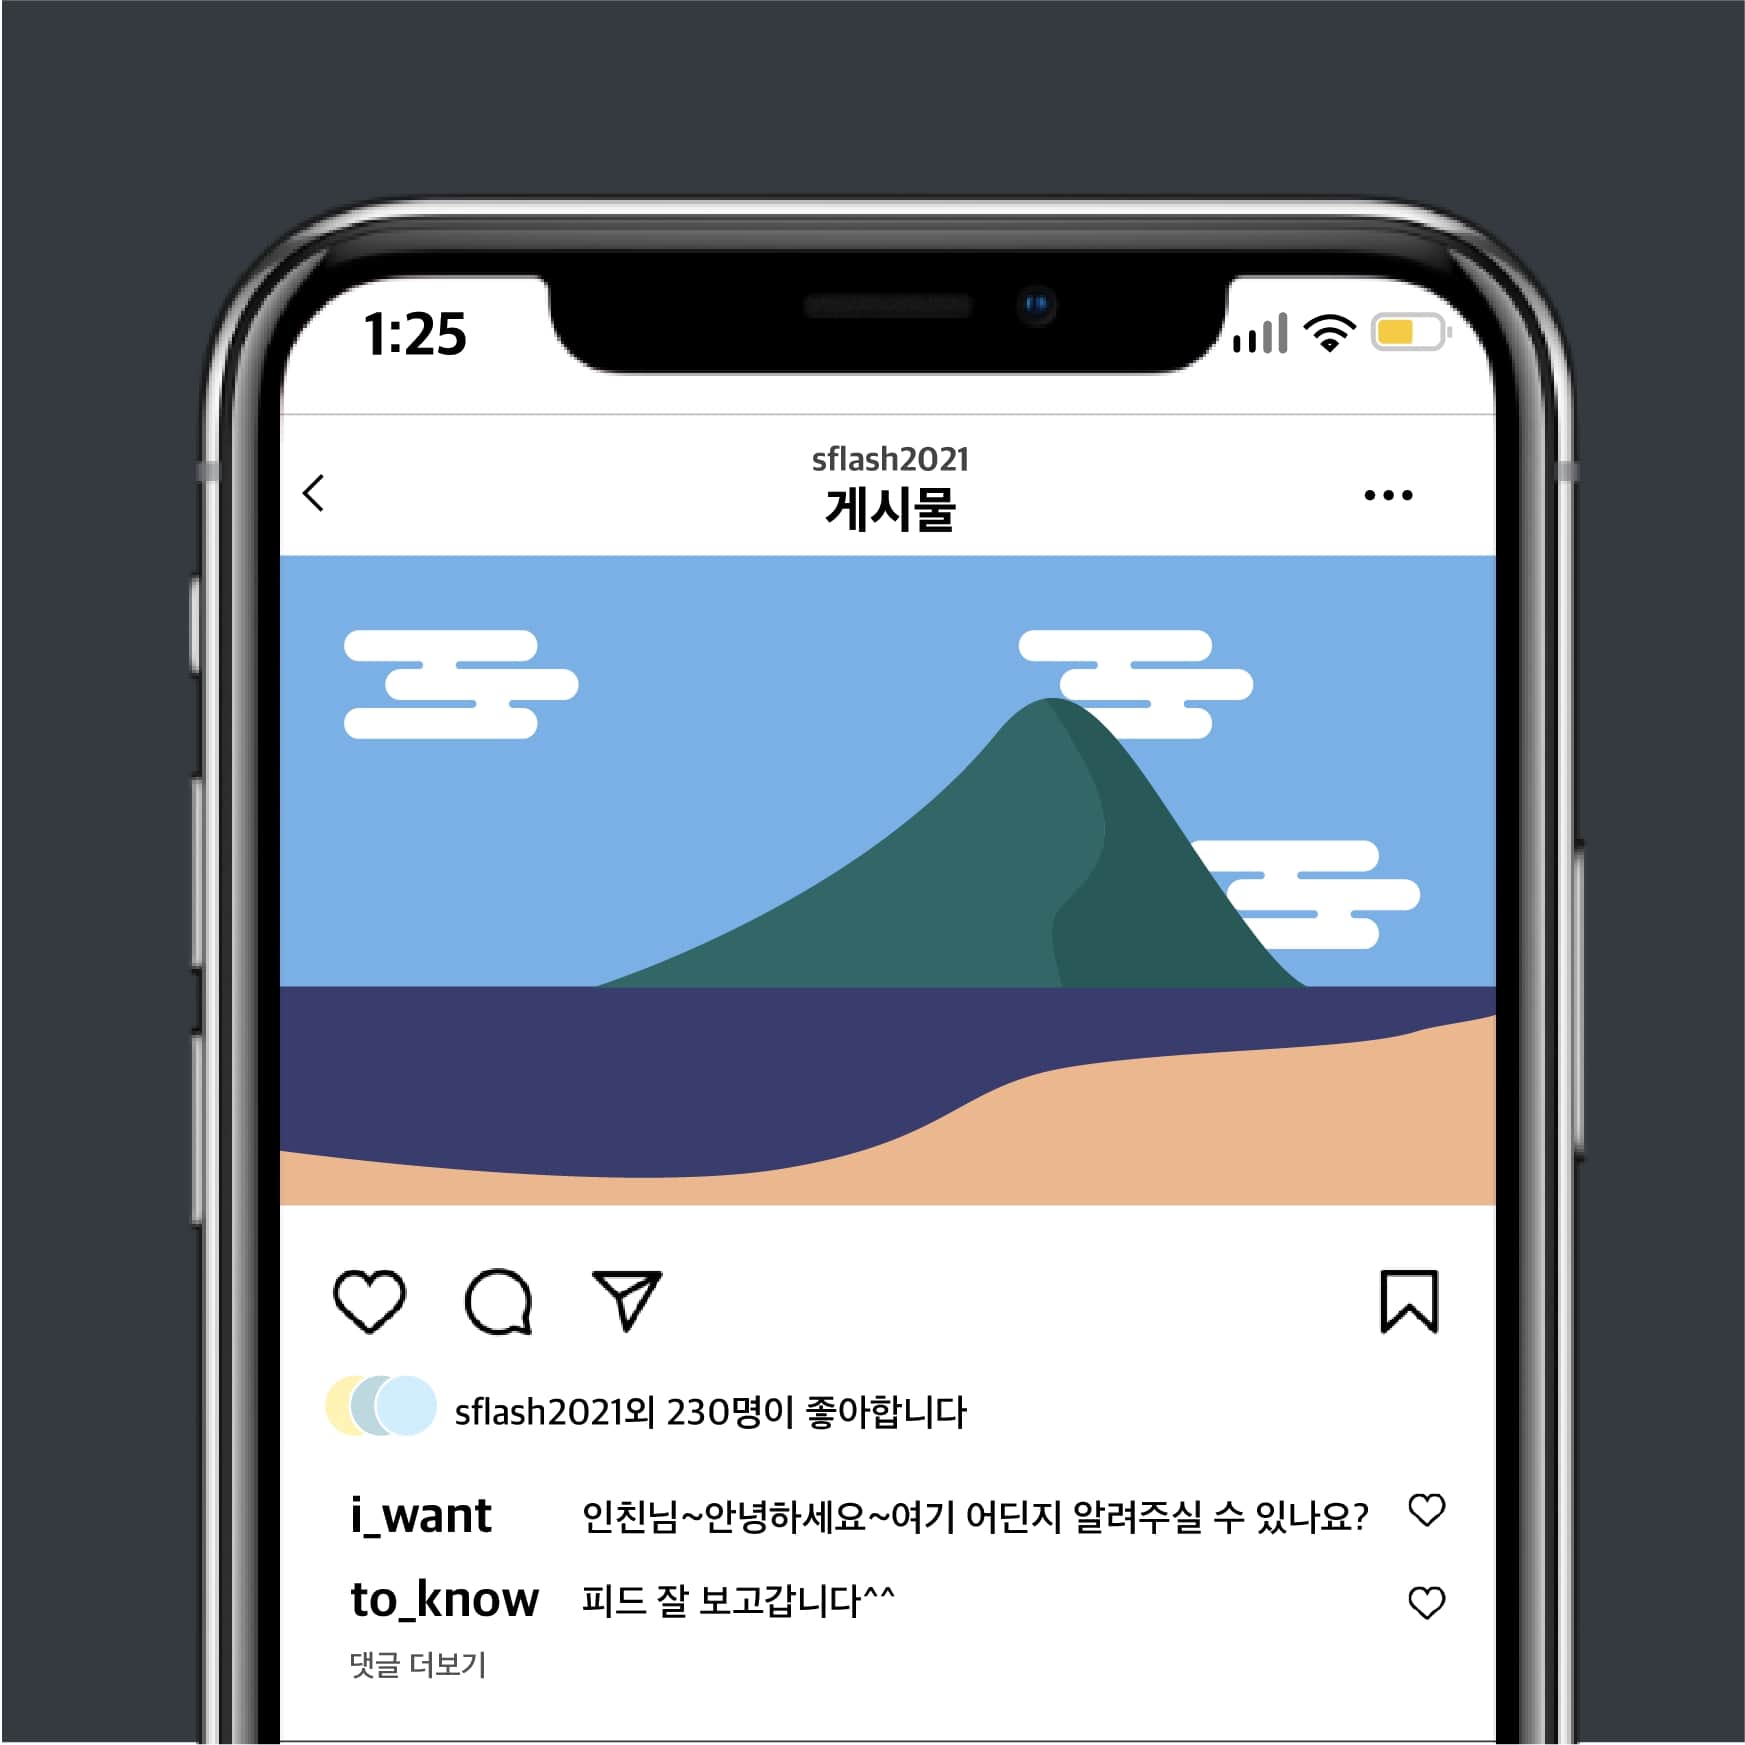 1:25
sflash2021
게시물
sflash2021외 230명이 좋아합니다
i_want 인친님~안녕하세요~여기 어딘지 알려주실 수 있나요?
to_know 피드 잘 보고갑니다^^
댓글 더보기